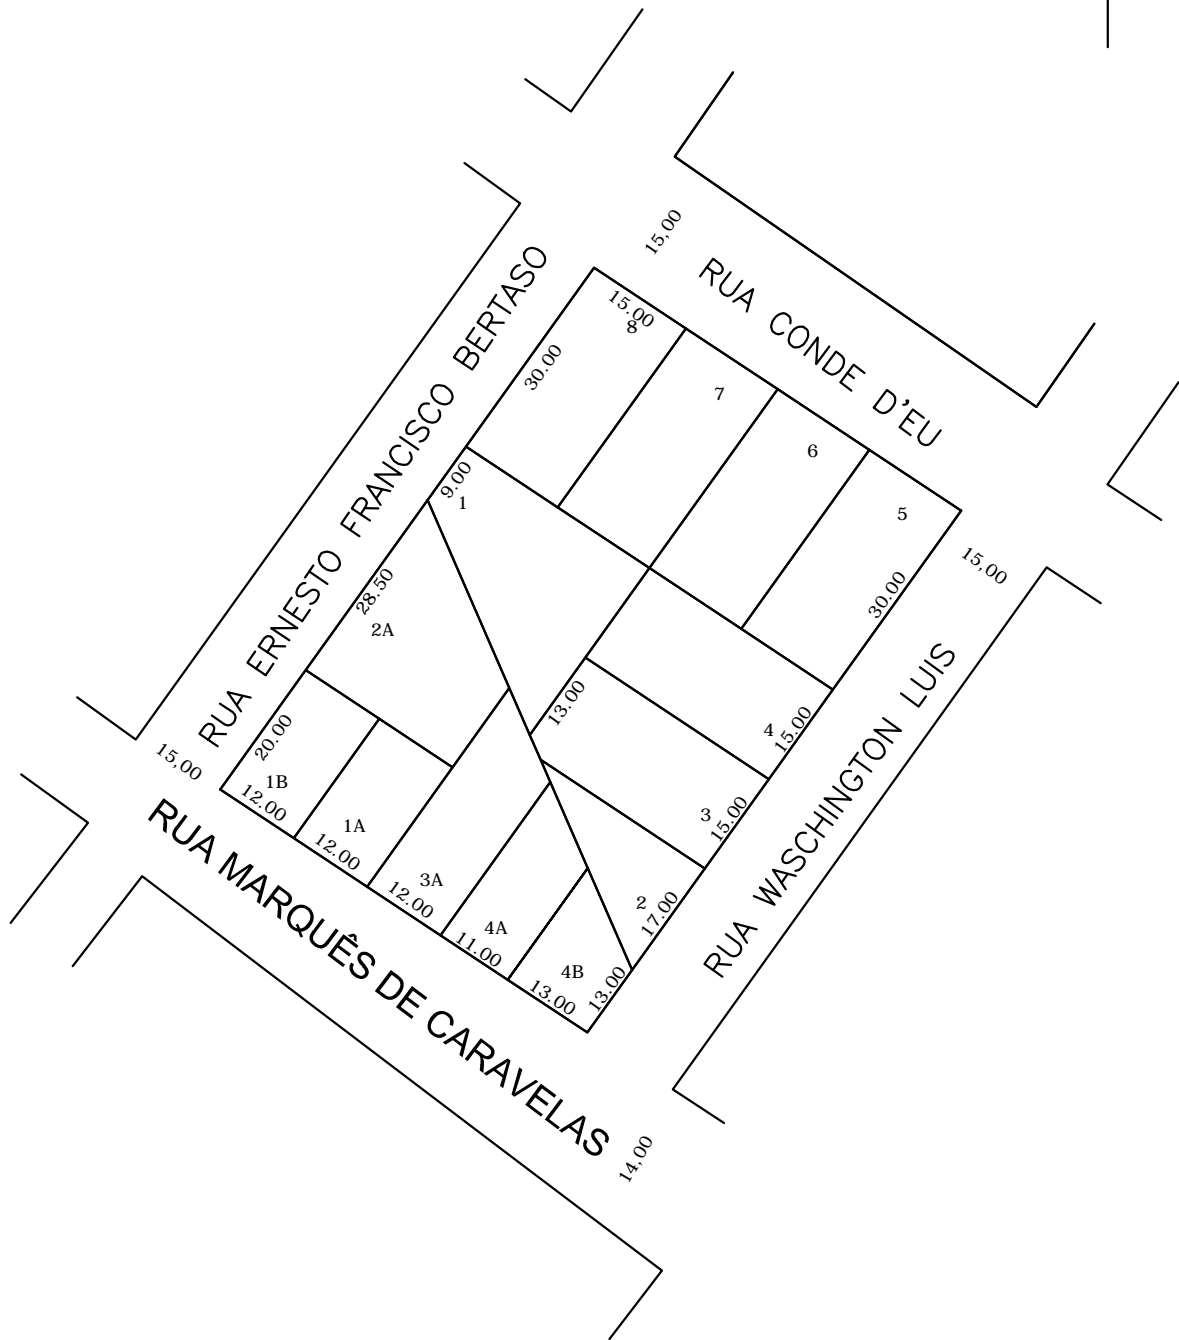 15,00
RUA CONDE D'EU
RUA ERNESTO FRANCISCO BERTASO
15.00
8
30.00
7
6
5
9.00
1
15,00
30.00
28.50
2A
13.00
4
15.00
RUA WASCHINGTON LUIS
20.00
15,00
1B
12.00
3
15.00
1A
12.00
3A
12.00
2
17.00
4A
11.00
4B
13.00
13.00
RUA MARQUÊS DE CARAVELAS
14,00